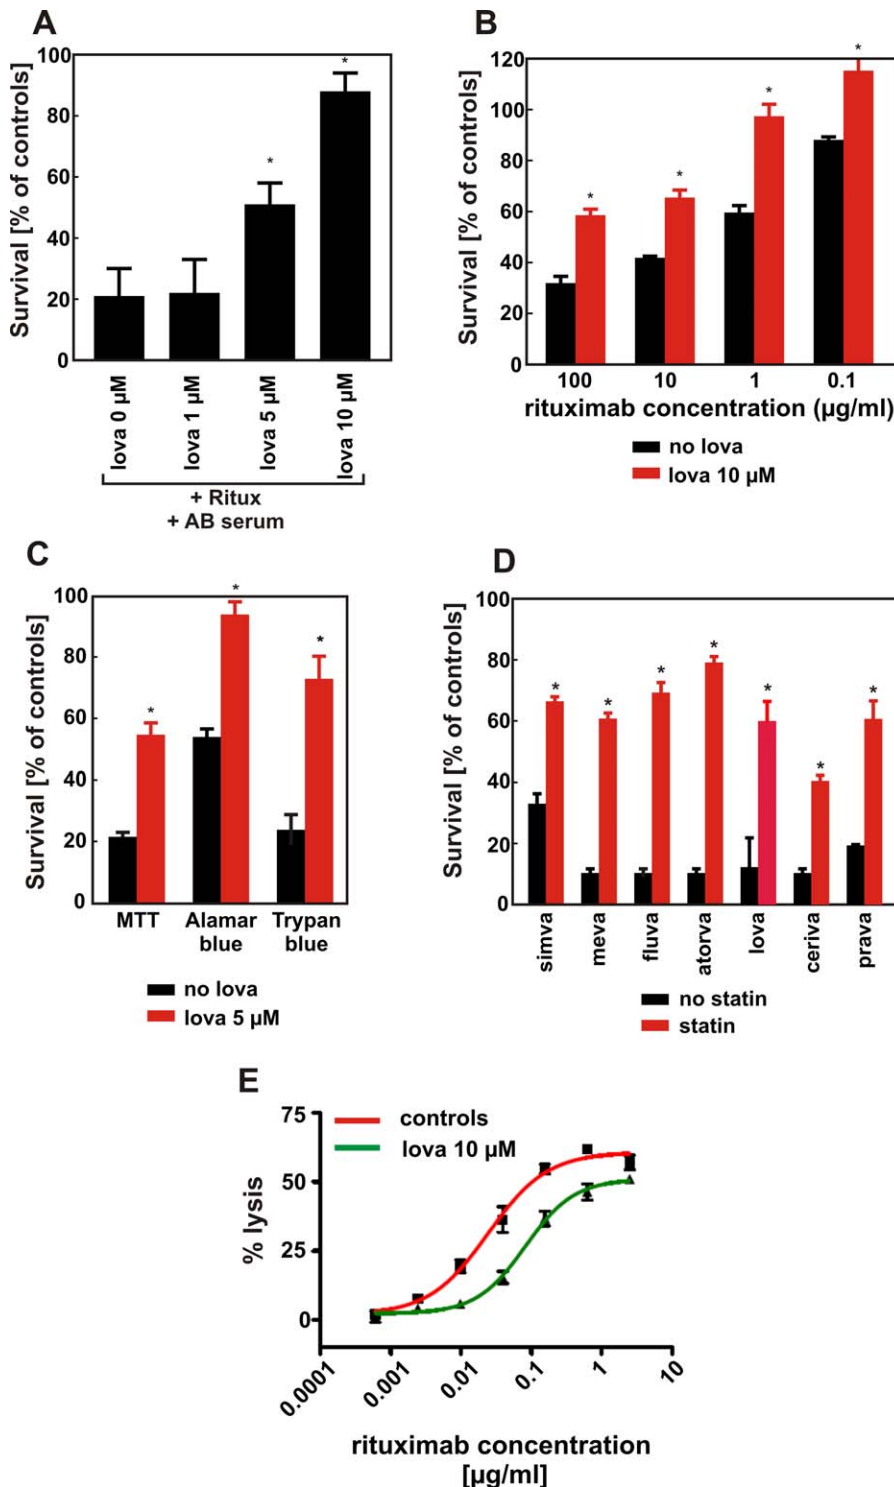 A
Survival [% of controls]
100
80
60
40
20
0
*
*
lova 0 µM
lova 1 µM
lova 5 µM
lova 10 µM
+ Ritux
+ AB serum
B
Survival [% of controls]
120
100
80
60
40
20
0
* * * *
100 10 1 0.1
rituximab concentration (µg/ml)
no lova
lova 10 µM
C
Survival [% of controls]
100
80
60
40
20
0
* * *
MTT Alamar Trypan
blue blue
no lova
lova 5 µM
D
Survival [% of controls]
100
80
60
40
20
0
* * * * * * *
simva
meva
fluva
atorva
lova
ceriva
prava
no statin
statin
E
% lysis
75
50
25
0
controls
lova 10 µM
0.0001 0.001 0.01 0.1 1 10
rituximab concentration
[µg/ml]